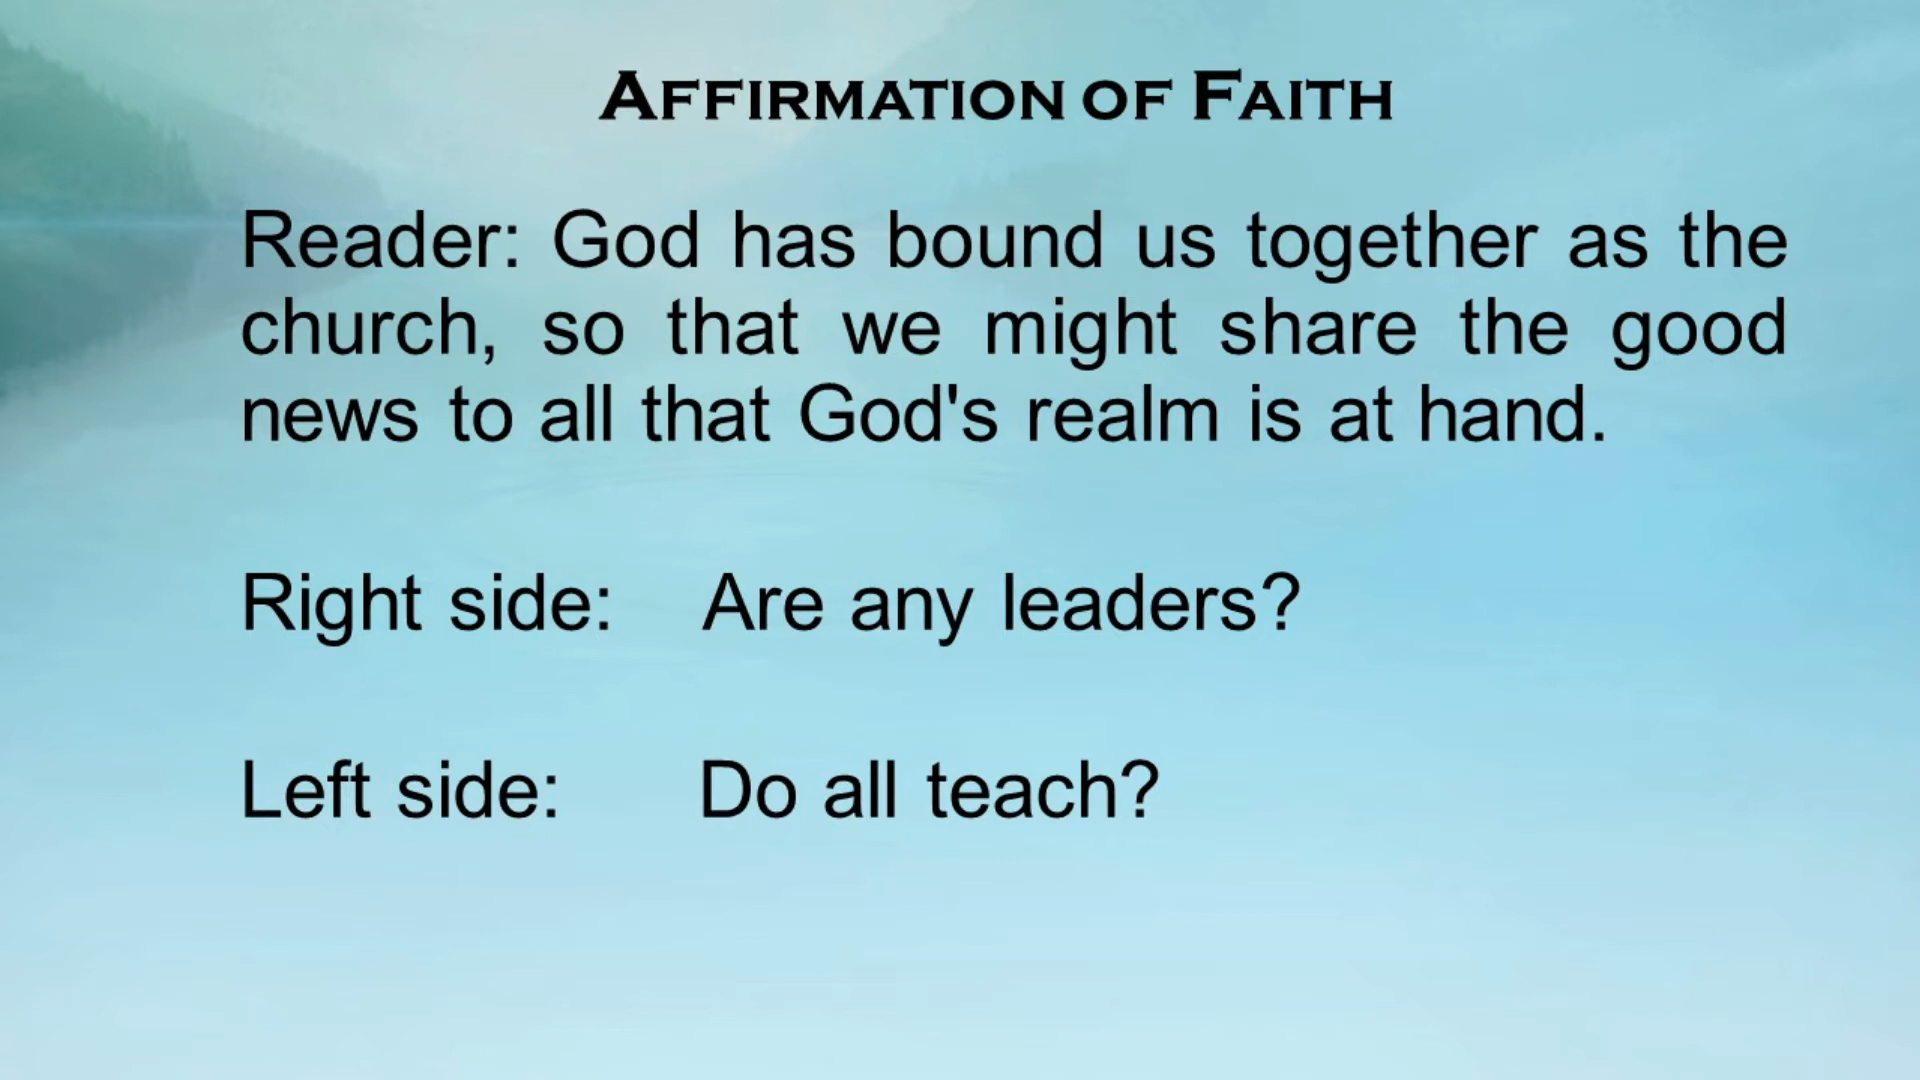 AFFIRMATION OF FAITH
Reader: God has bound us together as the
church, so that we might share the good
news to all that God's realm is at hand.
Right side: Are any leaders?
Left side: Do all teach?